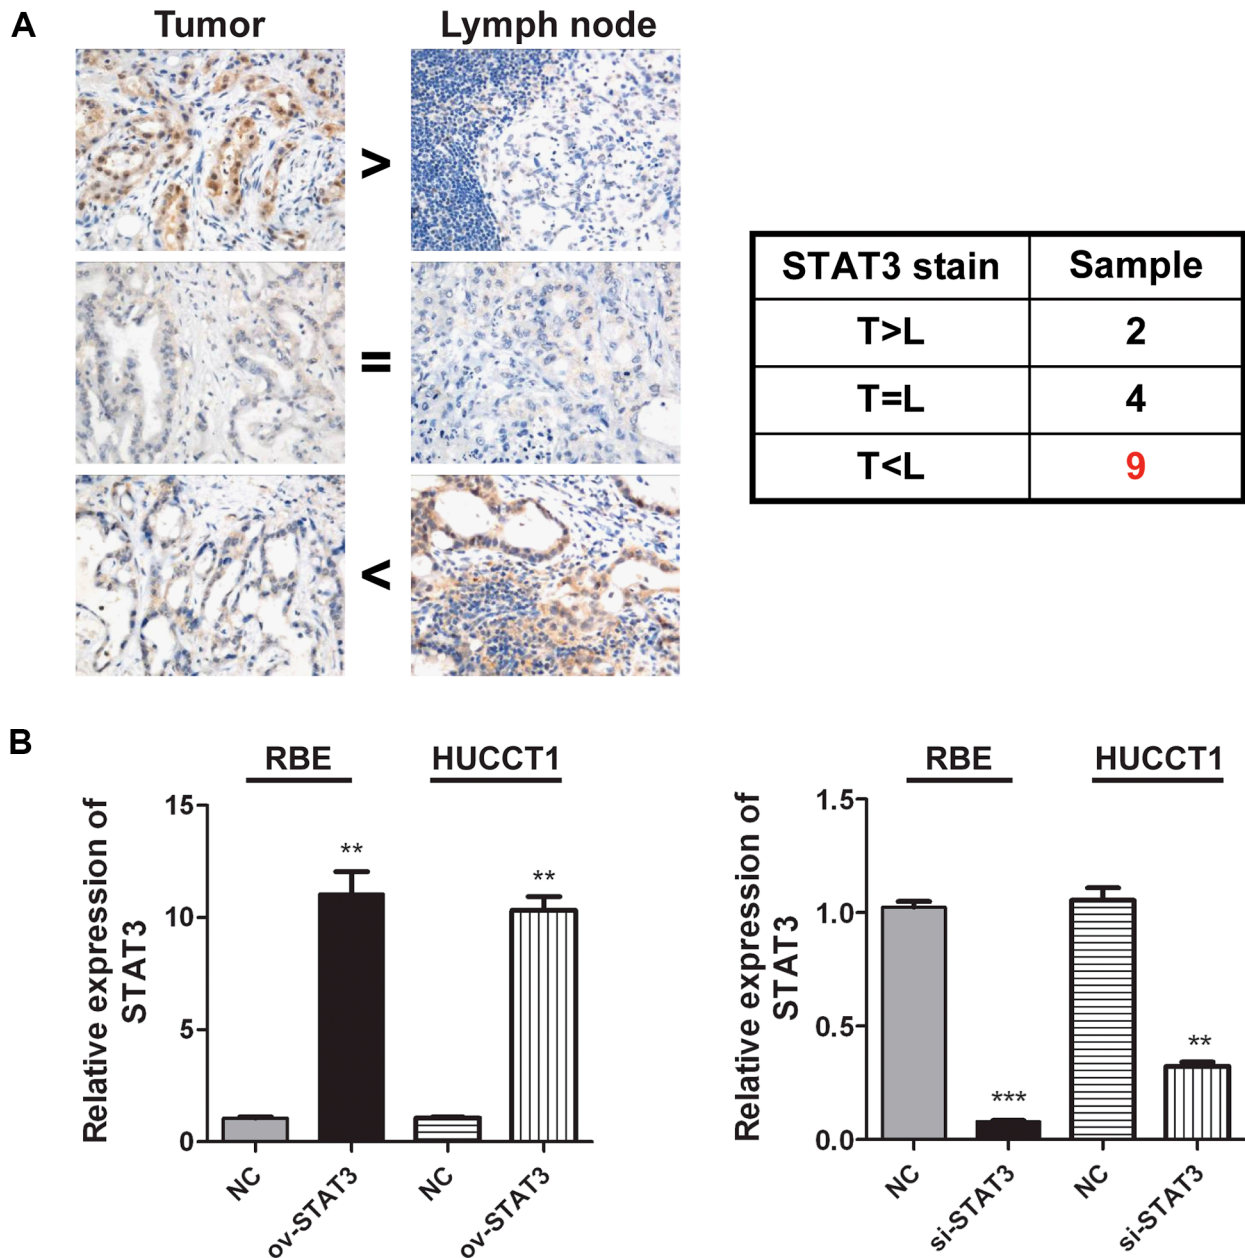 A
Tumor
Lymph node
>
=
<
STAT3 stain Sample
T>L 2
T=L 4
T<L 9
B
RBE HUCCT1
Relative expression of
STAT3
15
10
5
0
**
**
NC
ov-STAT3
NC
ov-STAT3
RBE HUCCT1
Relative expression of
STAT3
1.5
1.0
0.5
0.0
***
**
NC
si-STAT3
NC
si-STAT3